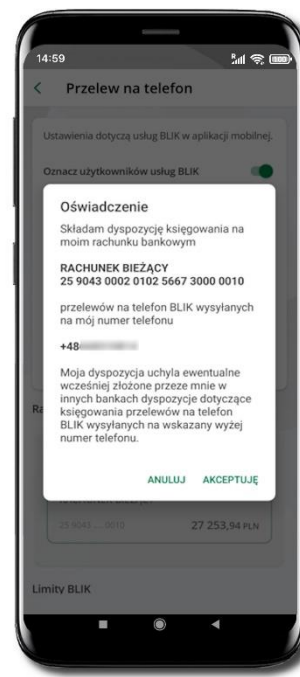 14:59
Przelew na telefon
Ustawienia dotyczą usług BLIK w aplikacji mobilnej.
Oznacz użytkowników usług BLIK
Oświadczenie
Składam dyspozycję księgowania na
moim rachunku bankowym
RACHUNEK BIEŻĄCY
25 9043 0002 0102 5667 3000 0010
przelewów na telefon BLIK wysyłanych
na mój numer telefonu
+48
Moja dyspozycja uchyla ewentualne
wcześniej złożone przeze mnie w
innych bankach dyspozycje dotyczące
księgowania przelewów na telefon
BLIK wysyłanych na wskazany wyżej
numer telefonu.
ANULUJ AKCEPTUJĘ
25 9043 .... 0010 27 253,94 PLN
Limity BLIK